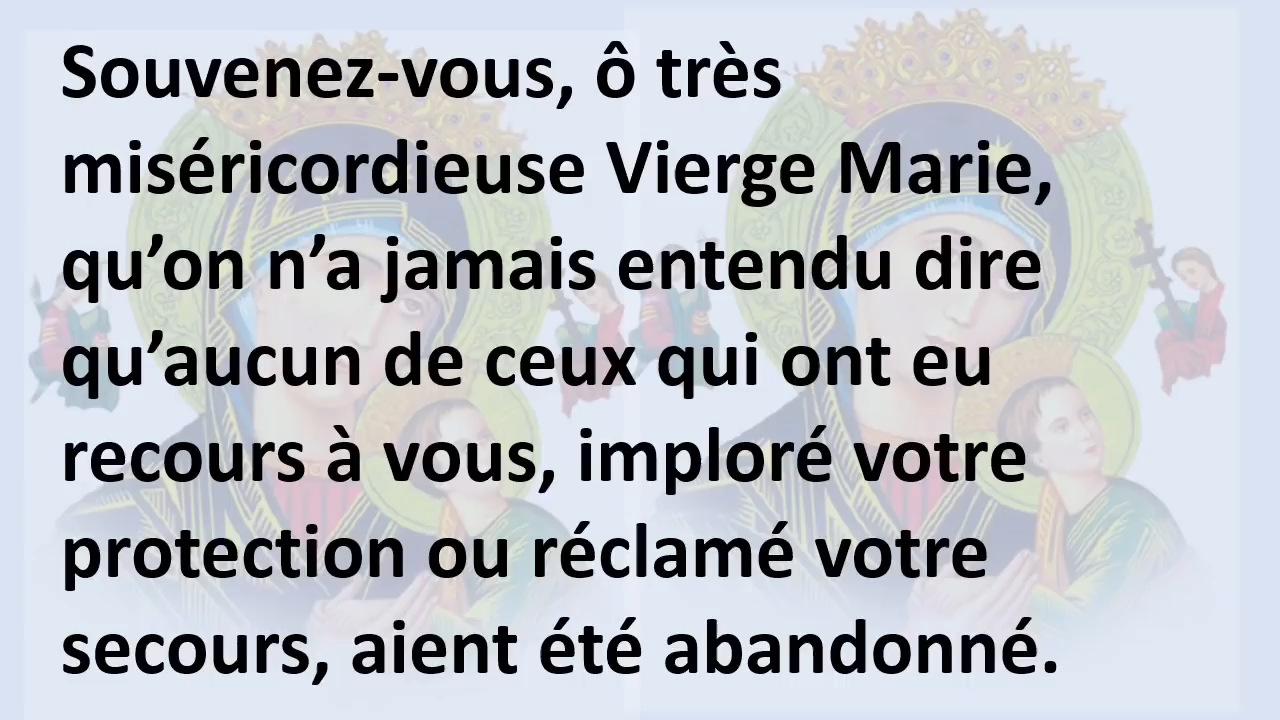 Souvenez-vous, ô très
miséricordieuse Vierge Marie,
qu’on n’a jamais entendu dire
qu’aucun de ceux qui ont eu
recours à vous, imploré votre
protection ou réclamé votre
secours, aient été abandonné.